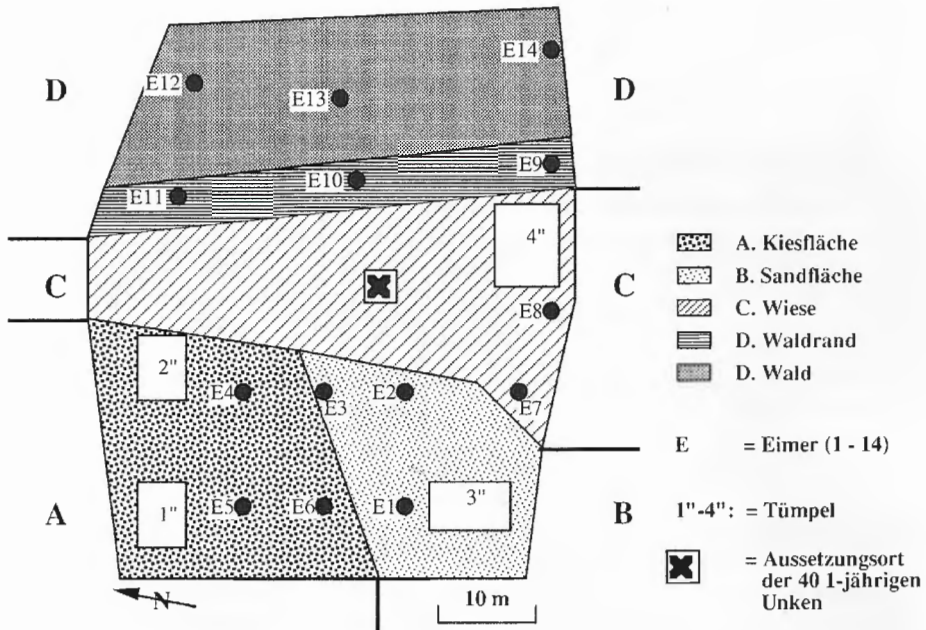 E14
E12
D
D
E13
E9
E10
E11
4"
A. Kiesfläche
B. Sandfläche
C
C
C. Wiese
E8
D. Waldrand
2"
D. Wald
E4
E3
E2
E7
E = Eimer (1 - 14)
3"
A
1"
E5
E6
E1
B
1"-4": = Tümpel
= Aussetzungsort
der 40 1-jährigen
Unken
N
10 m